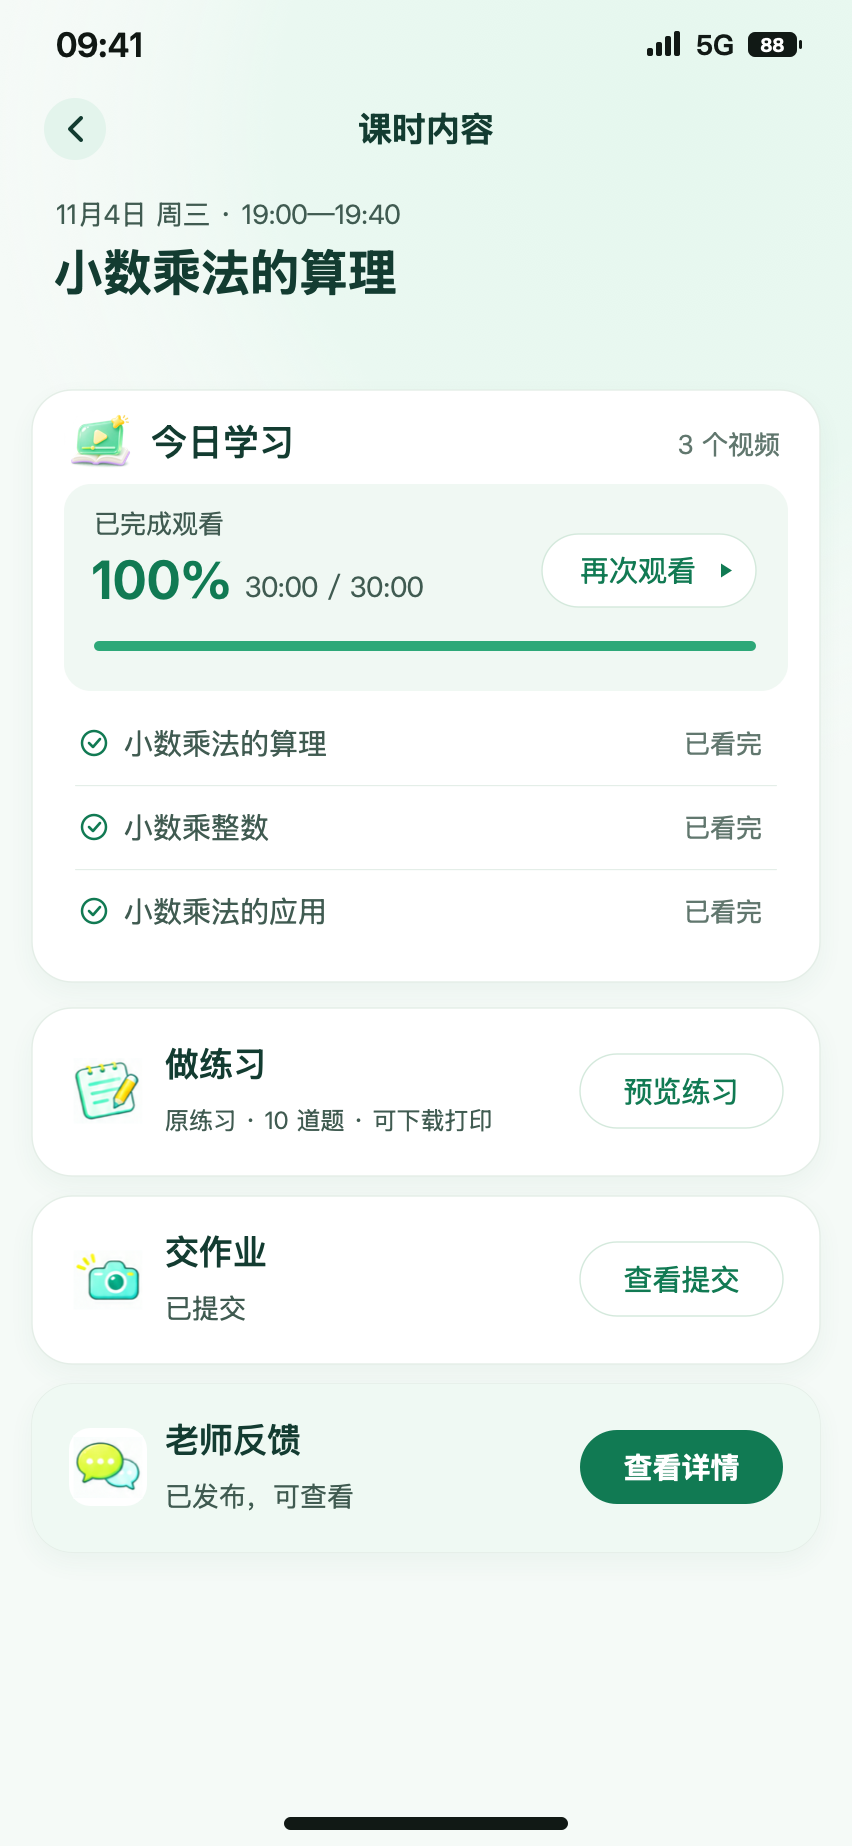 09:41
5G 88
课时内容
11月4日 周三 · 19:00—19:40
小数乘法的算理
今日学习
3 个视频
已完成观看
100% 30:00 / 30:00
再次观看
小数乘法的算理
已看完
小数乘整数
已看完
小数乘法的应用
已看完
做练习
原练习 · 10 道题 · 可下载打印
预览练习
交作业
已提交
查看提交
老师反馈
已发布，可查看
查看详情